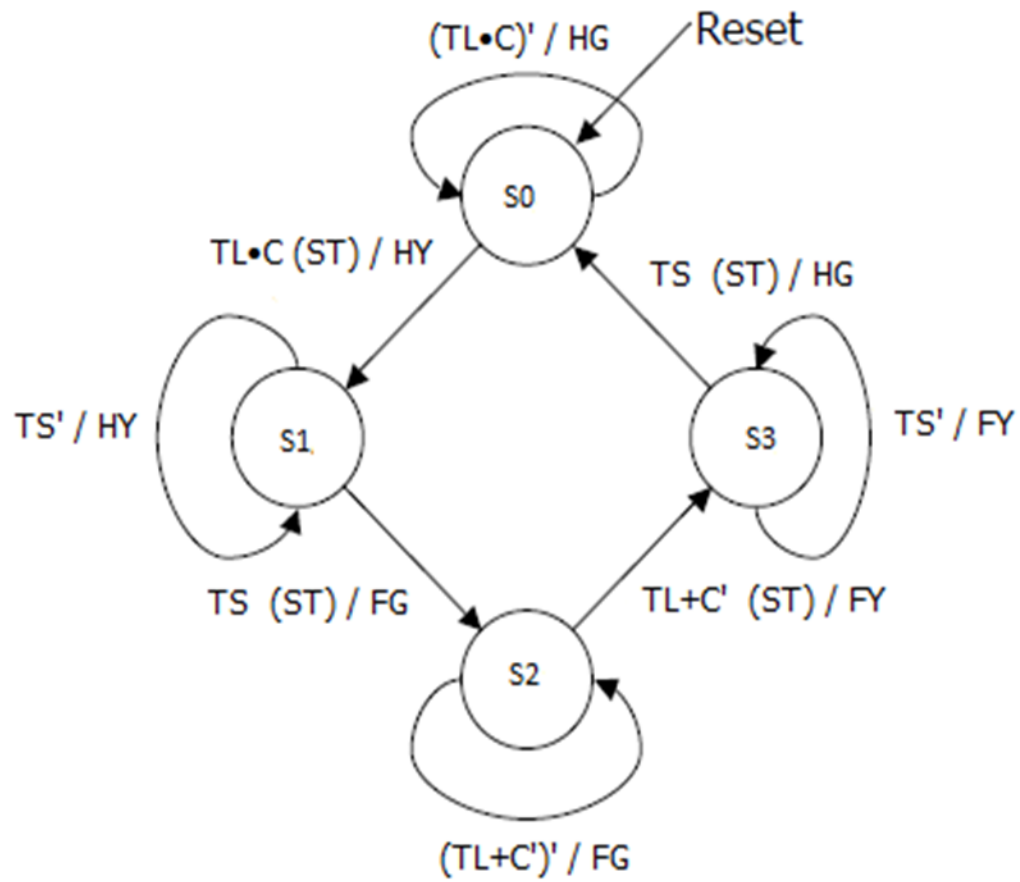 (TL•C)' / HG
Reset
S0
TL•C (ST) / HY
TS (ST) / HG
TS' / HY
S1
S3
TS' / FY
TS (ST) / FG
TL+C' (ST) / FY
S2
(TL+C')' / FG